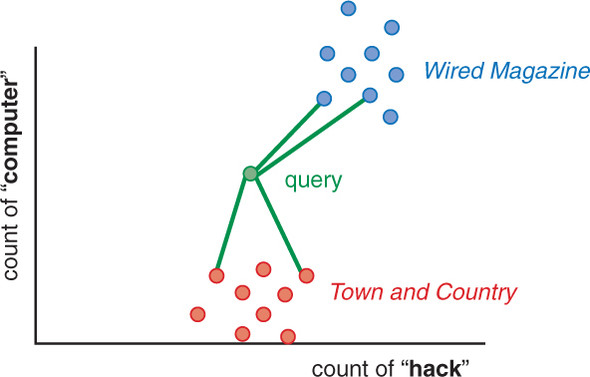 Wired Magazine
count of “computer”
query
Town and Country
count of “hack”